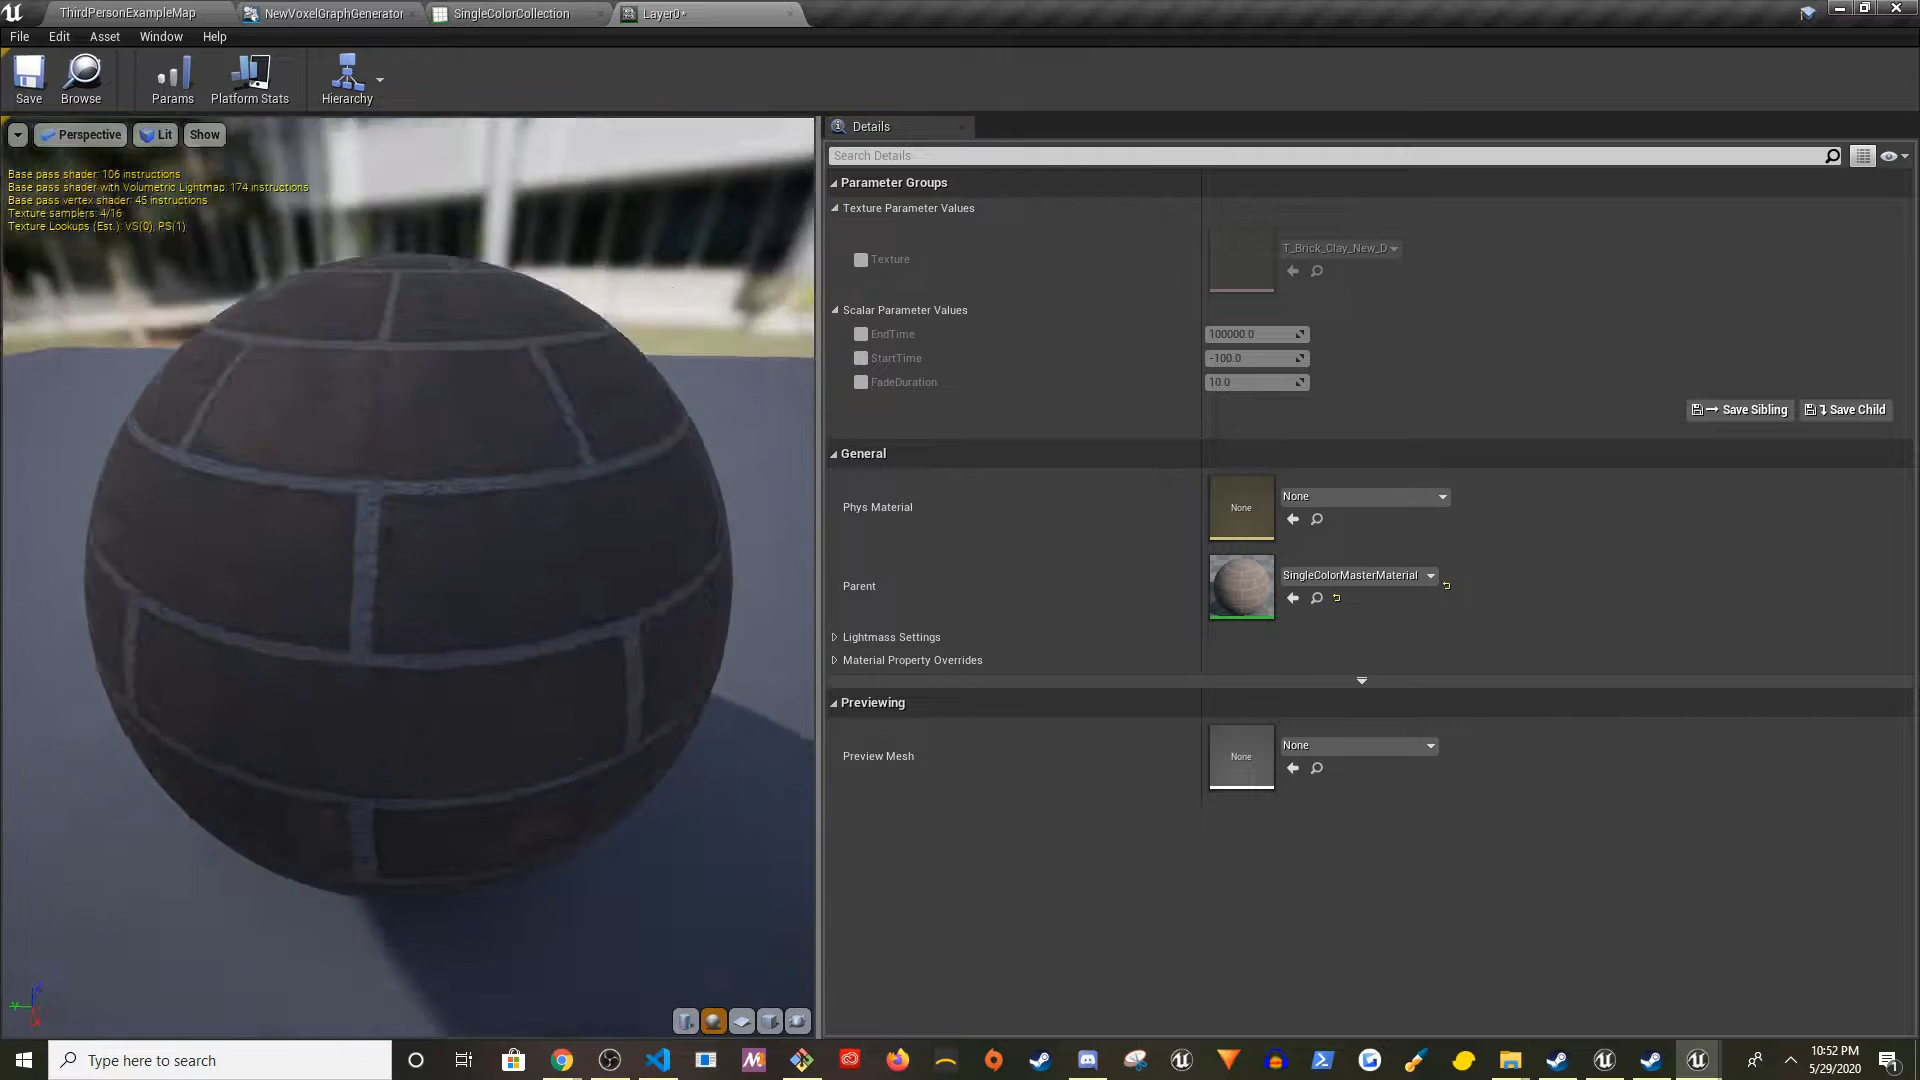 ThirdPersonExampleMap
NewVoxelGraphGenerator
SingleColorCollection
Layer0*
File Edit Asset Window Help
Save Browse Params Platform Stats Hierarchy
Perspective Lit Show
Base pass shader: 106 instructions
Base pass shader with Volumetric Lightmap: 174 instructions
Base pass vertex shader: 45 instructions
Texture samplers: 4/16
Texture Lookups (Est.): VS(0), PS(1)
Details
Search Details
Parameter Groups
Texture Parameter Values
Texture T_Brick_Clay_New_D
Scalar Parameter Values
EndTime 100000.0
StartTime -100.0
FadeDuration 10.0
Save Sibling Save Child
General
Phys Material None None
Parent SingleColorMasterMaterial
Lightmass Settings
Material Property Overrides
Previewing
Preview Mesh None None
Type here to search
10:52 PM
5/29/2020